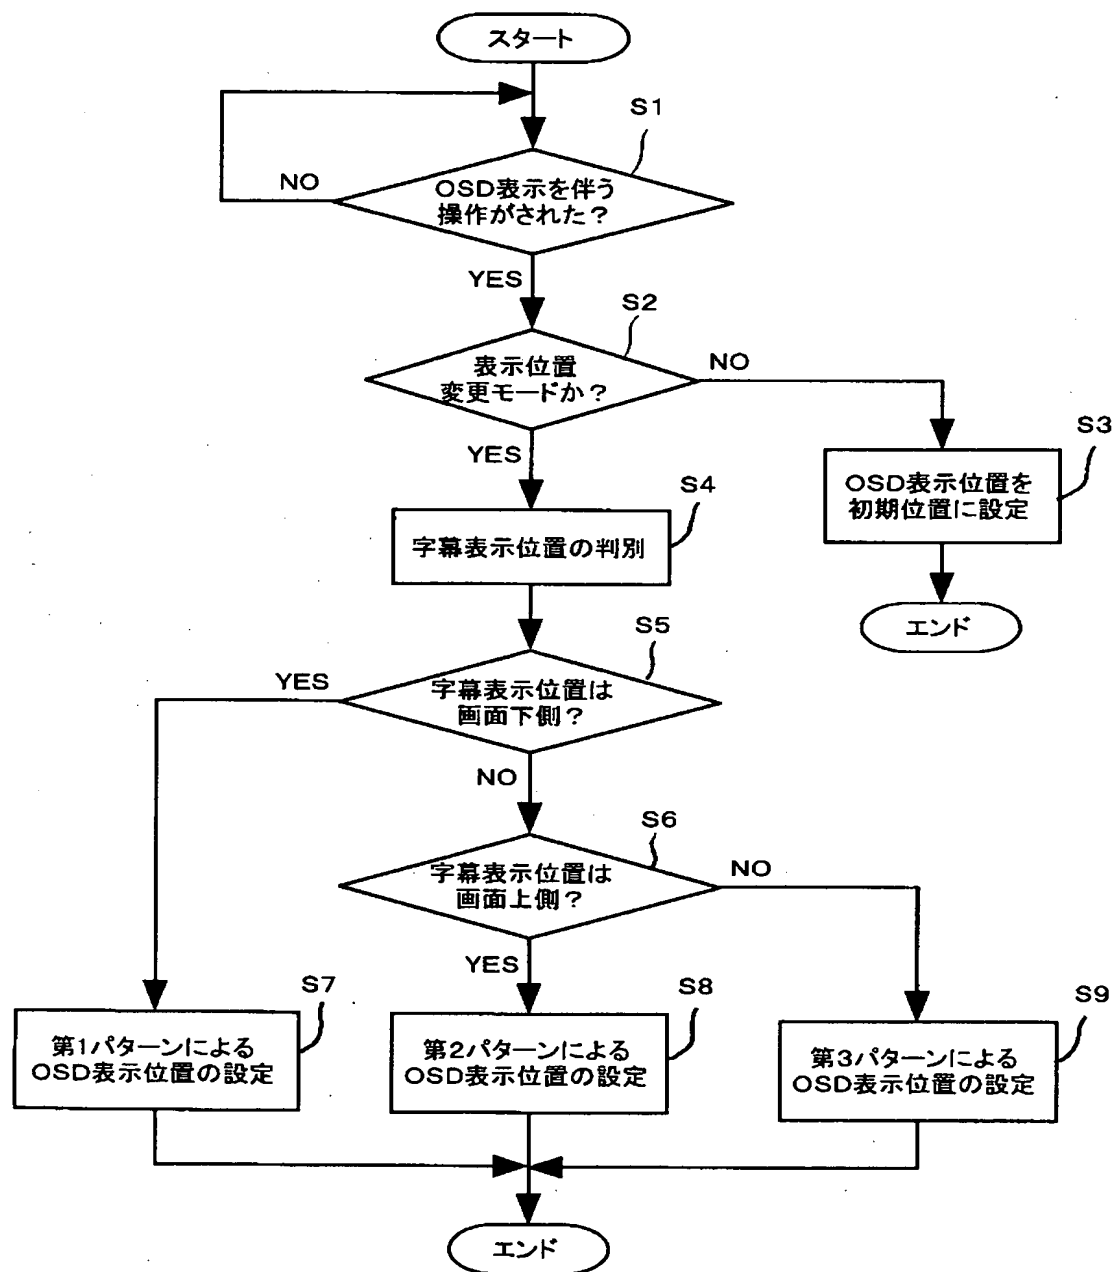 スタート
S1
NO
OSD表示を伴う
操作がされた？
YES
S2
表示位置
変更モードか？
NO
YES
S3
OSD表示位置を
初期位置に設定
S4
字幕表示位置の判別
エンド
S5
YES
字幕表示位置は
画面下側？
NO
S6
字幕表示位置は
画面上側？
NO
YES
S7
第1パターンによる
OSD表示位置の設定
S8
第2パターンによる
OSD表示位置の設定
S9
第3パターンによる
OSD表示位置の設定
エンド